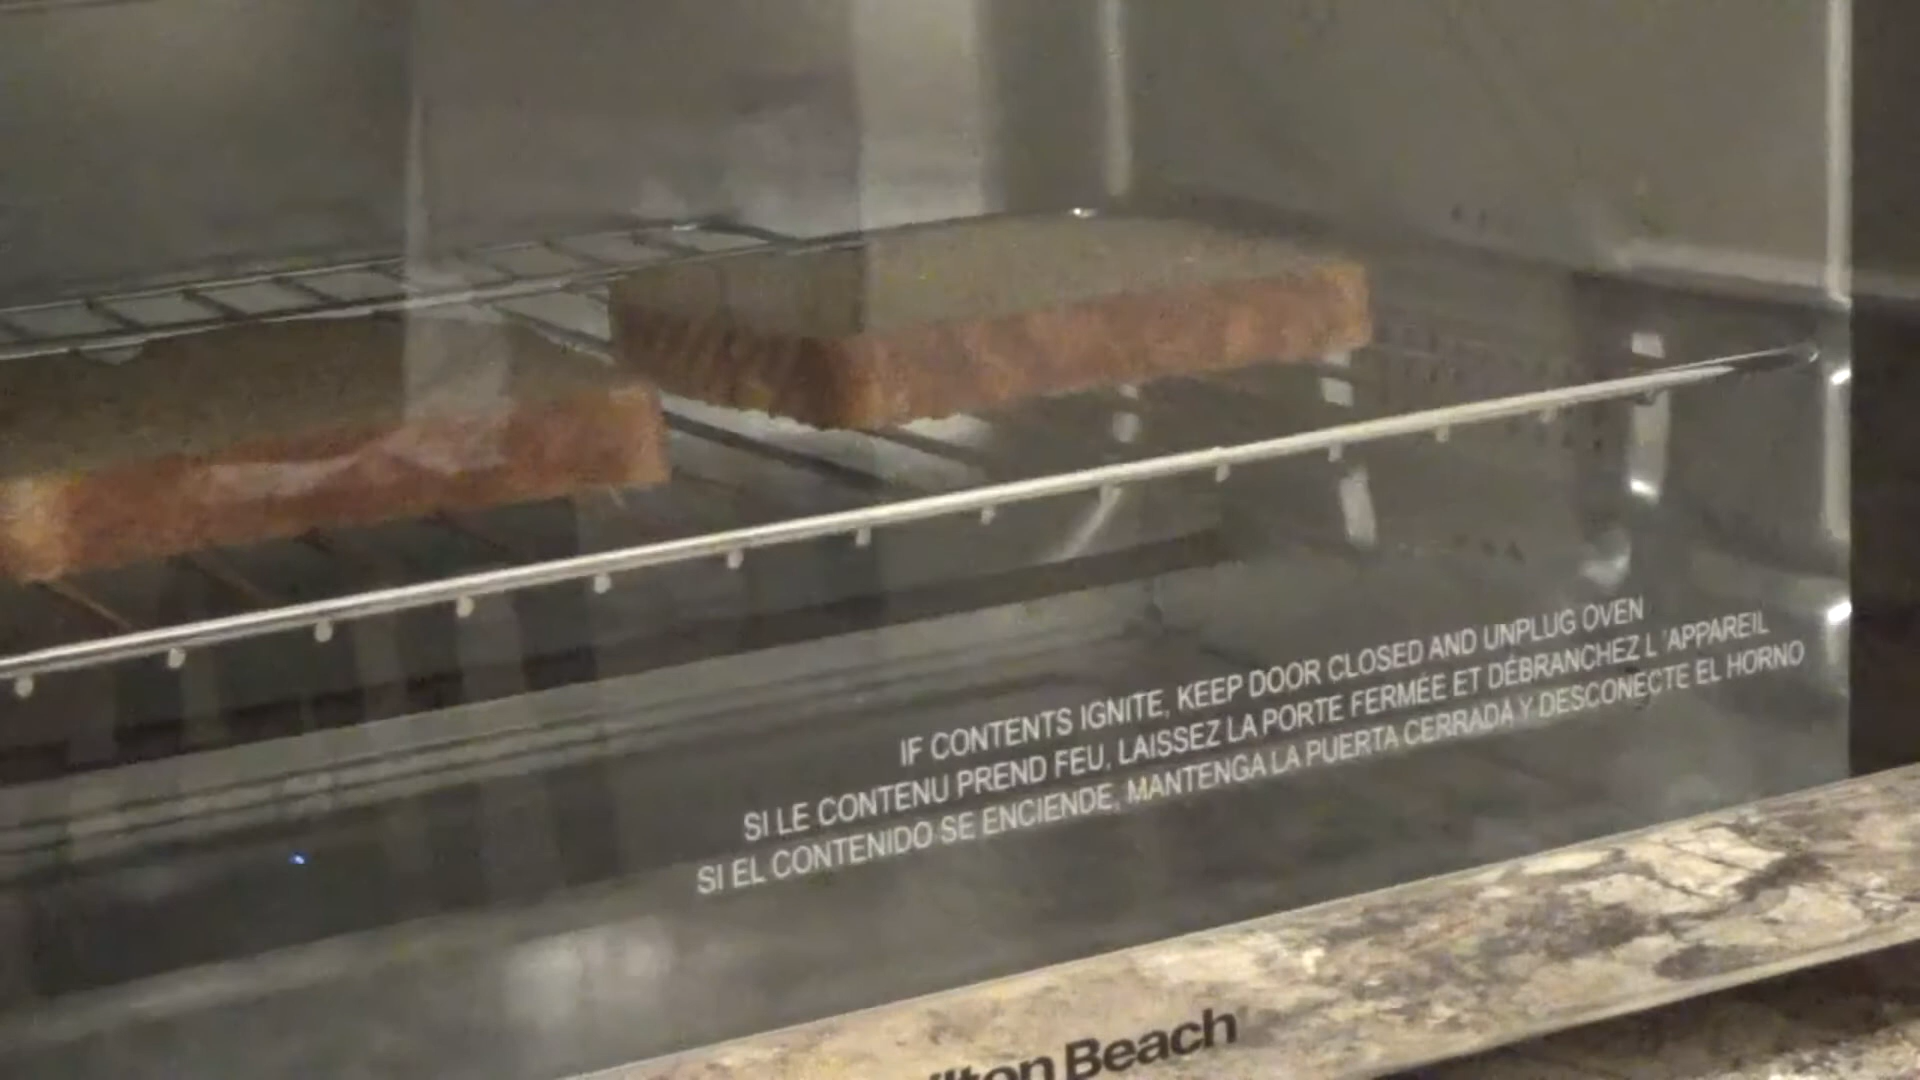 IF CONTENTS IGNITE, KEEP DOOR CLOSED AND UNPLUG OVEN
SI LE CONTENU PREND FEU, LAISSEZ LA PORTE FERMÉE ET DÉBRANCHEZ L 'APPAREIL
SI EL CONTENIDO SE ENCIENDE, MANTENGA LA PUERTA CERRADA Y DESCONECTE EL HORNO
ilton Beach